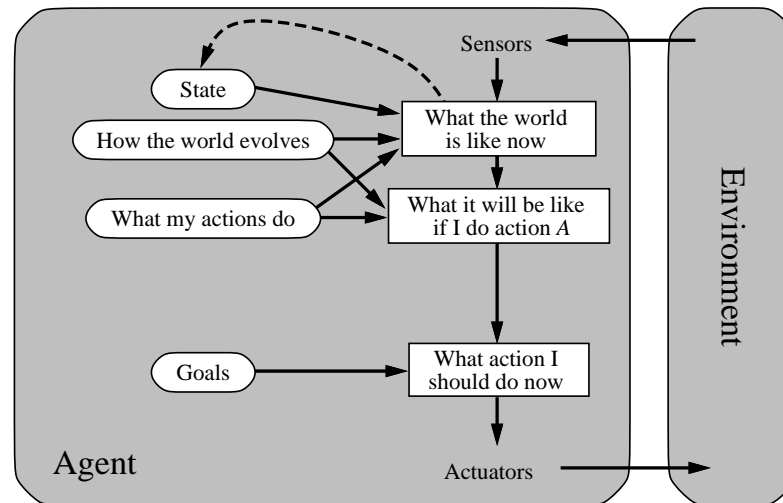 Sensors
State
What the world
is like now
How the world evolves
What my actions do
What it will be like
if I do action A
Goals
What action I
should do now
Agent
Actuators
Environment